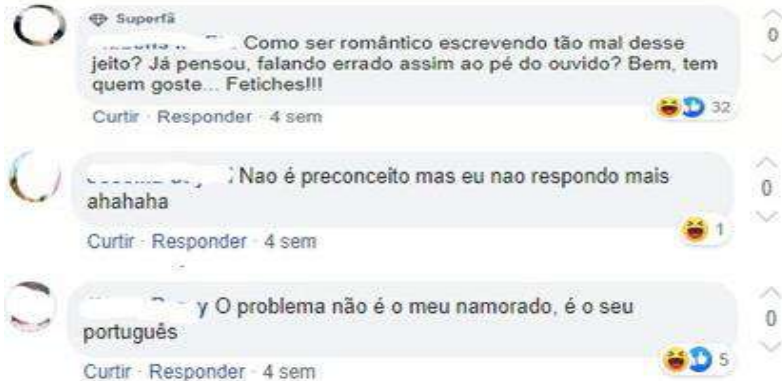 Superfã
Como ser romântico escrevendo tão mal desse
jeito? Já pensou, falando errado assim ao pé do ouvido? Bem, tem
quem goste... Fetiches!!!
32
Curtir · Responder · 4 sem
0
Nao é preconceito mas eu nao respondo mais
ahahaha
1
Curtir · Responder · 4 sem
0
y O problema não é o meu namorado, é o seu
português
5
Curtir · Responder · 4 sem
0